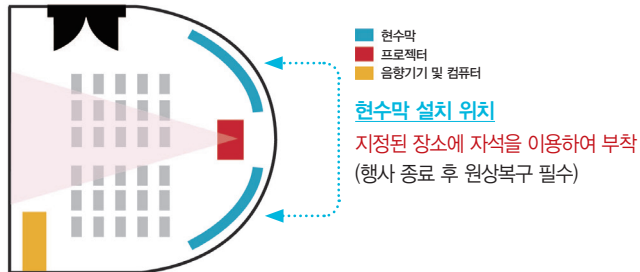 현수막
프로젝터
음향기기 및 컴퓨터
현수막 설치 위치
지정된 장소에 자석을 이용하여 부착
(행사 종료 후 원상복구 필수)